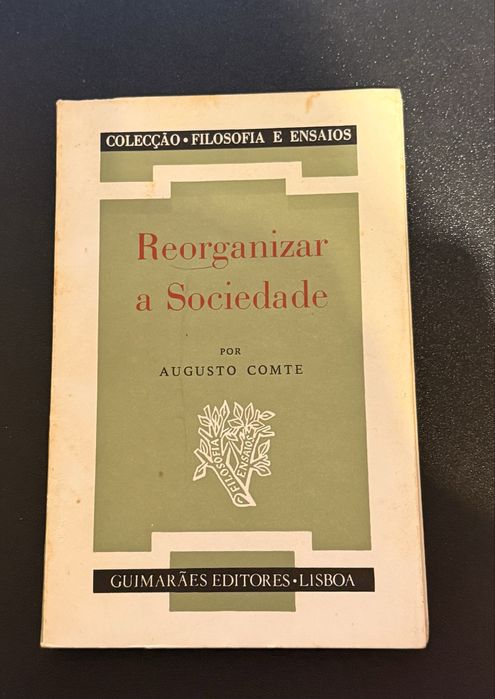 COLECÇÃO • FILOSOFIA E ENSAIOS
Reorganizar
a Sociedade
POR
AUGUSTO COMTE
FILOSOFIA
ENSAIOS
GUIMARÃES EDITORES • LISBOA